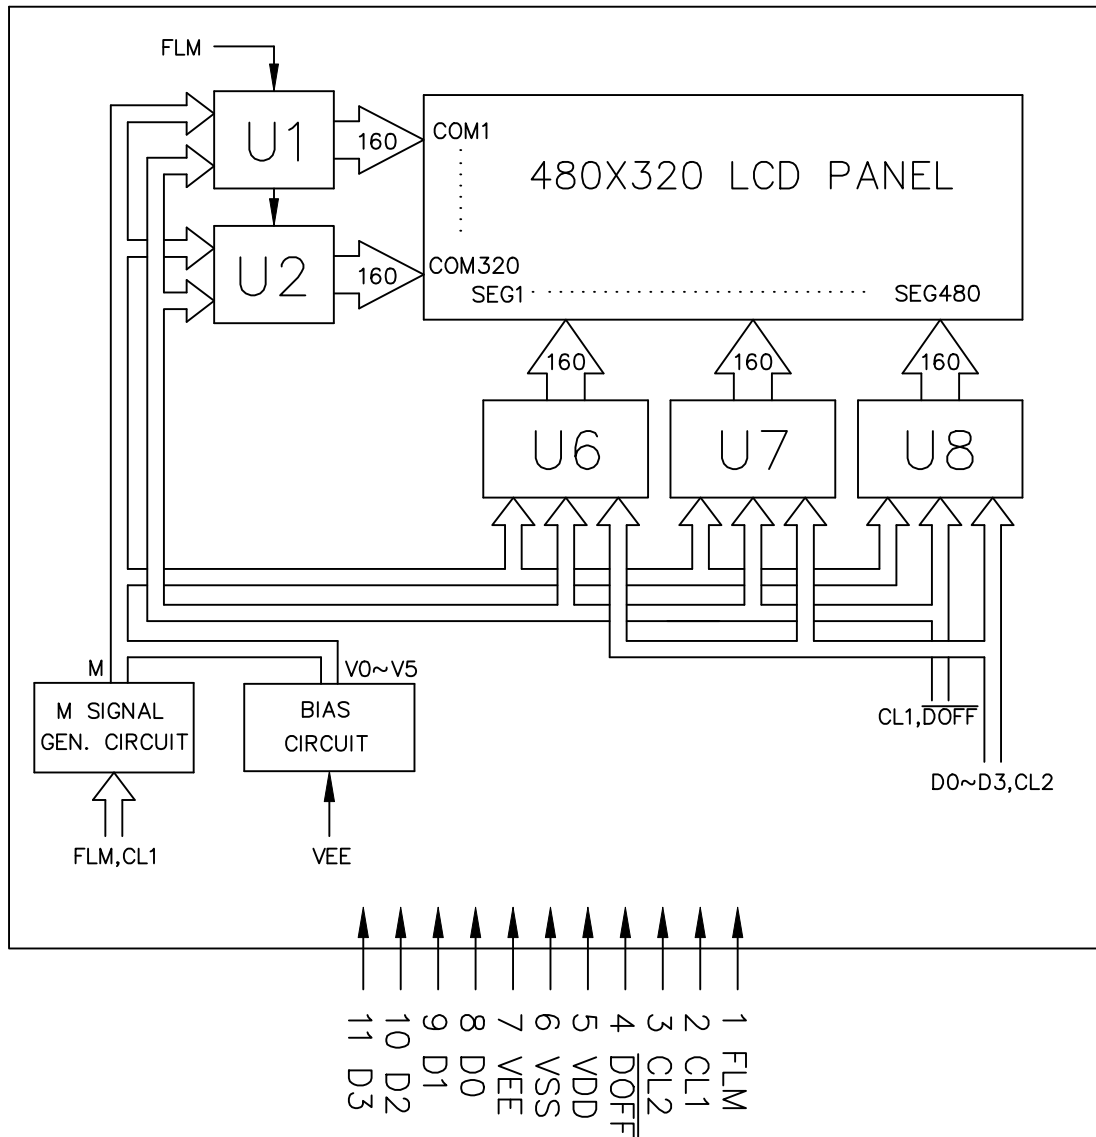 FLM
U1
160
COM1
480X320 LCD PANEL
U2
160
COM320
SEG1
SEG480
160
160
160
U6
U7
U8
M
V0~V5
M SIGNAL
GEN. CIRCUIT
BIAS
CIRCUIT
CL1,D̅O̅F̅F̅
D0~D3,CL2
FLM,CL1
VEE
1 FLM
2 CL1
3 CL2
4 D̅O̅F̅F̅
5 VDD
6 VSS
7 VEE
8 D0
9 D1
10 D2
11 D3